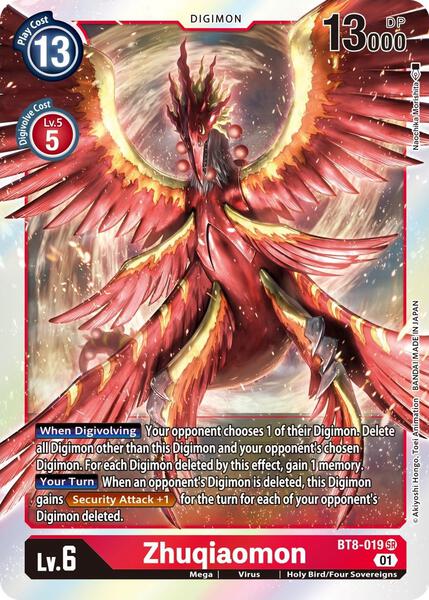 DIGIMON
Play Cost
13
13000
DP
Digivolve Cost
Lv.5
5
Naochika Morishita
©Akiyoshi Hongo, Toei Animation BANDAI MADE IN JAPAN
When Digivolving Your opponent chooses 1 of their Digimon. Delete
all Digimon other than this Digimon and your opponent's chosen
Digimon. For each Digimon deleted by this effect, gain 1 memory.
Your Turn When an opponent's Digimon is deleted, this Digimon
gains Security Attack +1 for the turn for each of your opponent's
Digimon deleted.
BT8-019 SR
Lv.6
Zhuqiaomon
01
Mega | Virus | Holy Bird/Four Sovereigns